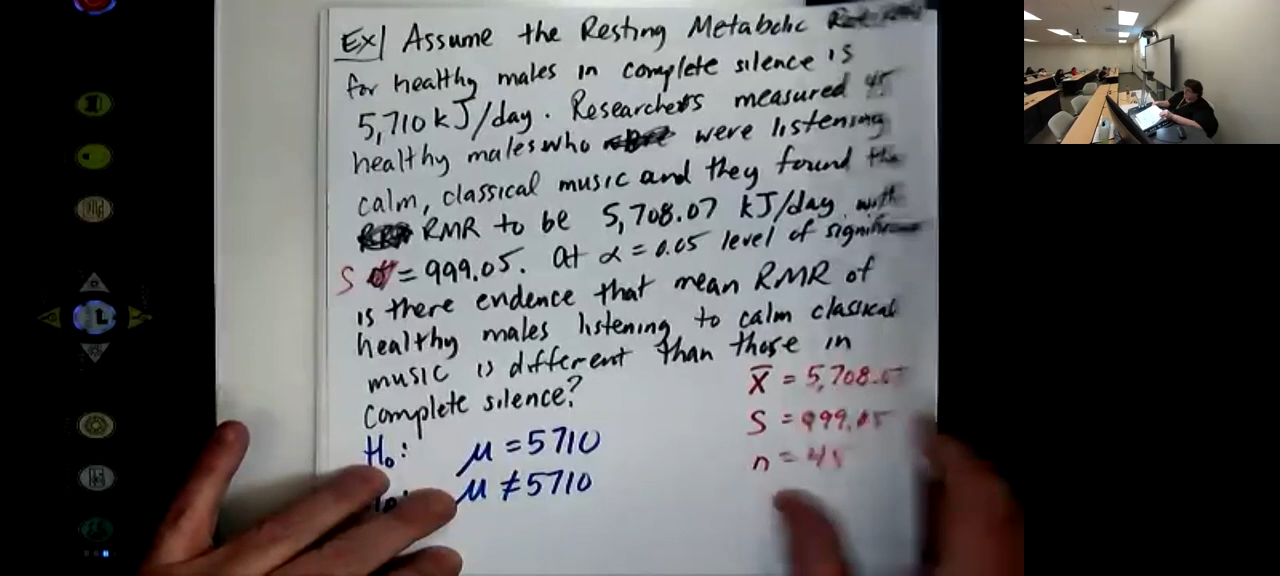 Ex| Assume the Resting Metabolic
for healthy males in complete silence is
5,710 kJ/day. Researchers measured 45
healthy males who were listening
calm, classical music and they found the
RMR to be 5,708.07 kJ/day with
S = 999.05. At α = 0.05 level of significance
is there evidence that mean RMR of
healthy males listening to calm classical
music is different than those in
complete silence?
X̄ = 5,708.07
S = 999.05
n = 45
H₀: μ = 5710
μ ≠ 5710